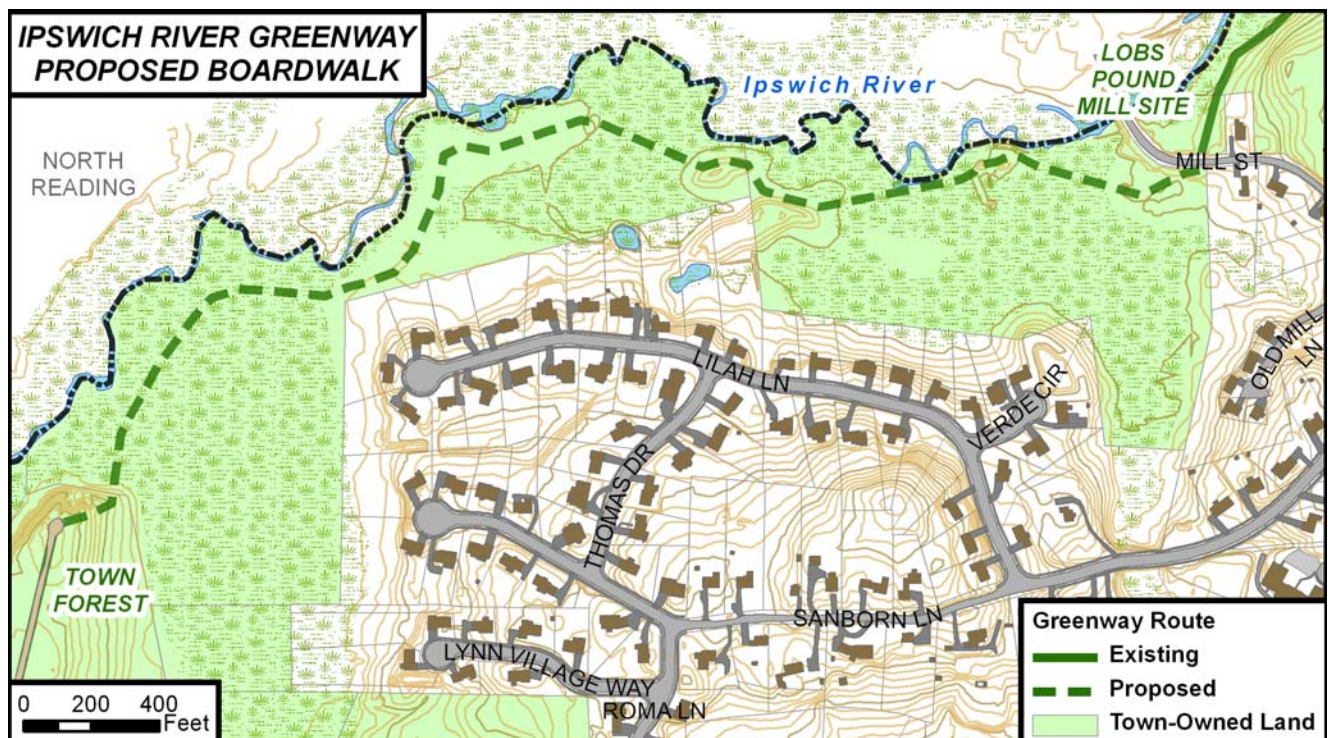 IPSWICH RIVER GREENWAY
PROPOSED BOARDWALK
LOBS
POUND
MILL SITE
Ipswich River
NORTH
READING
MILL ST
OLD MILL
LN
LILAH LN
VERDE CIR
THOMAS DR
TOWN
FOREST
SANBORN LN
LYNN VILLAGE WAY
ROMA LN
Greenway Route
Existing
Proposed
Town-Owned Land
0 200 400
Feet